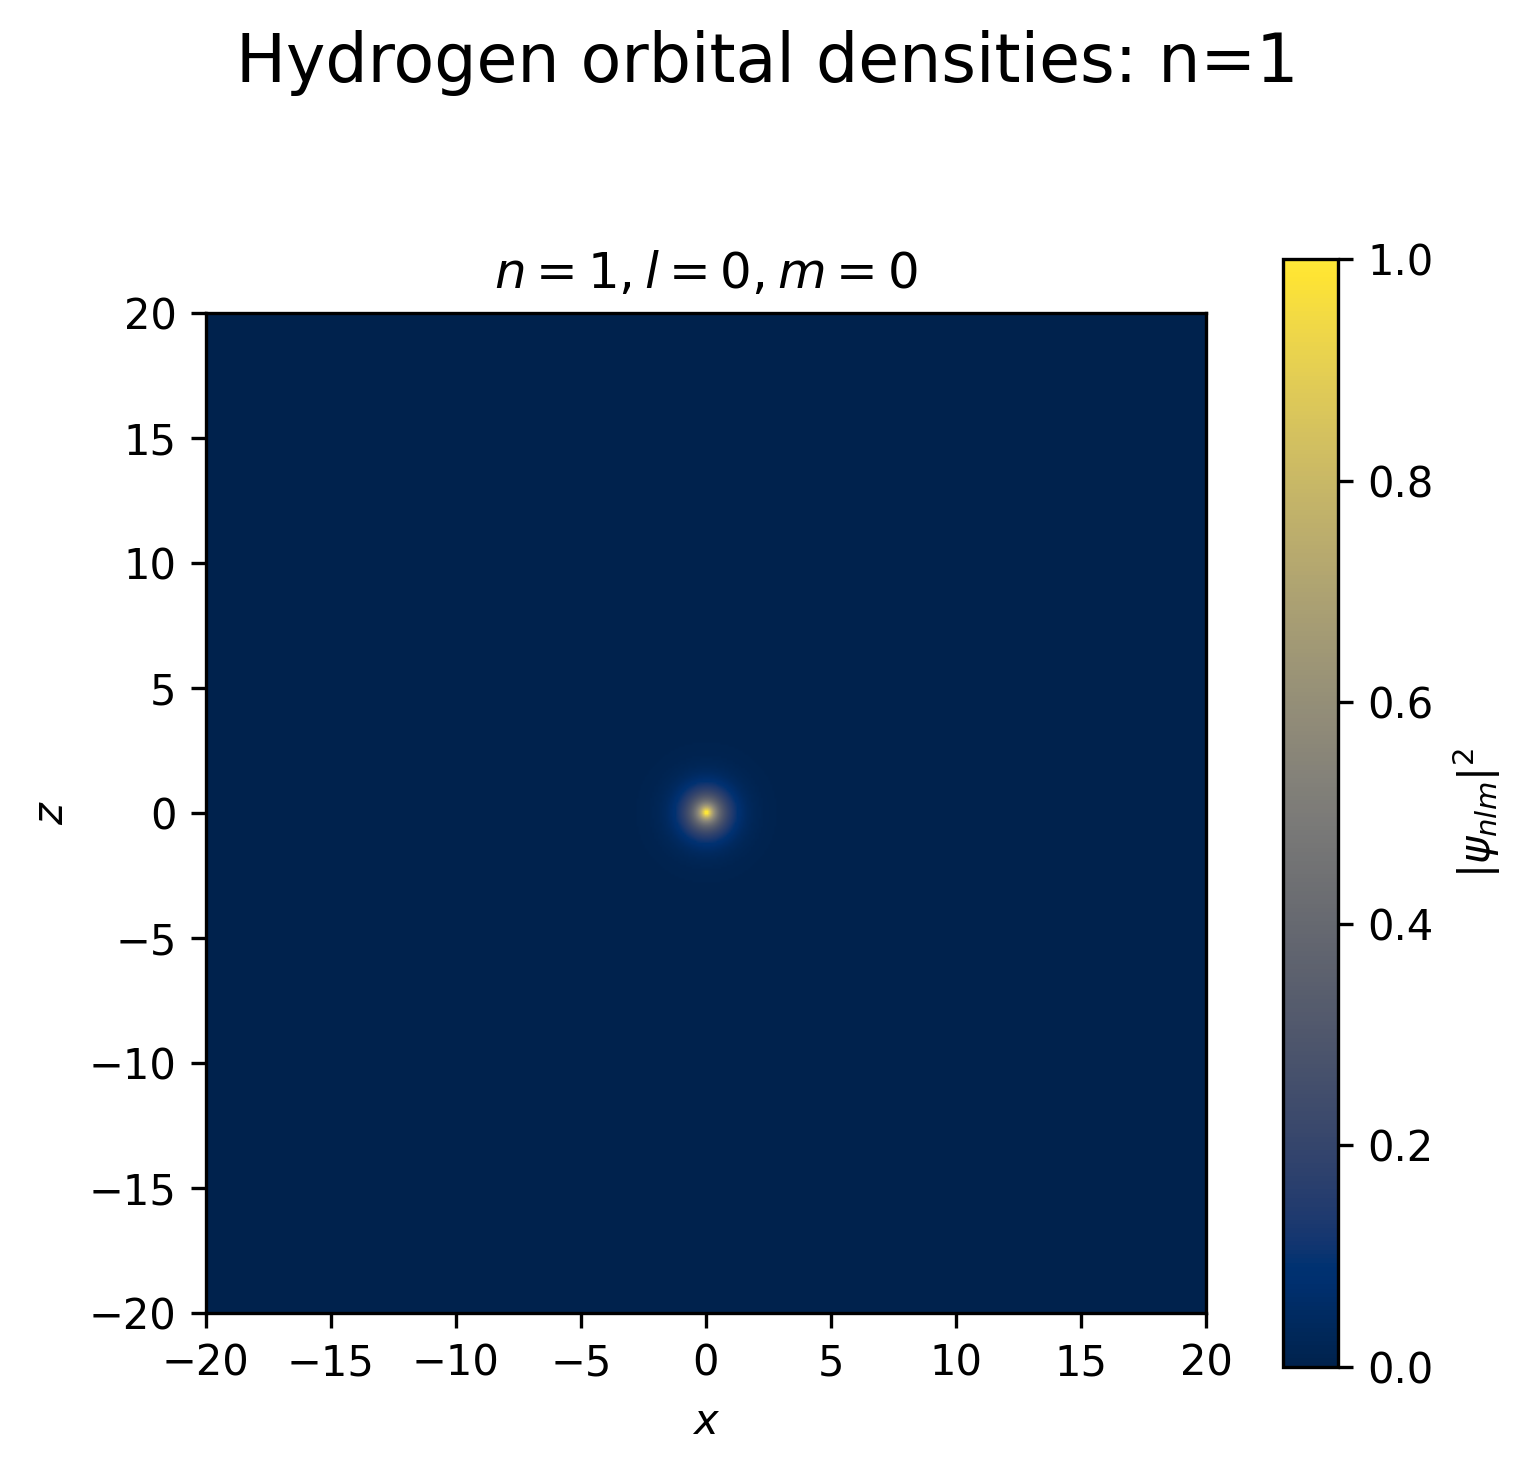 Hydrogen orbital densities: n=1
n = 1, l = 0, m = 0
20
15
10
5
0
−5
−10
−15
−20
z
−20 −15 −10 −5 0 5 10 15 20
x
1.0
0.8
0.6
0.4
0.2
0.0
|ψnlm|²